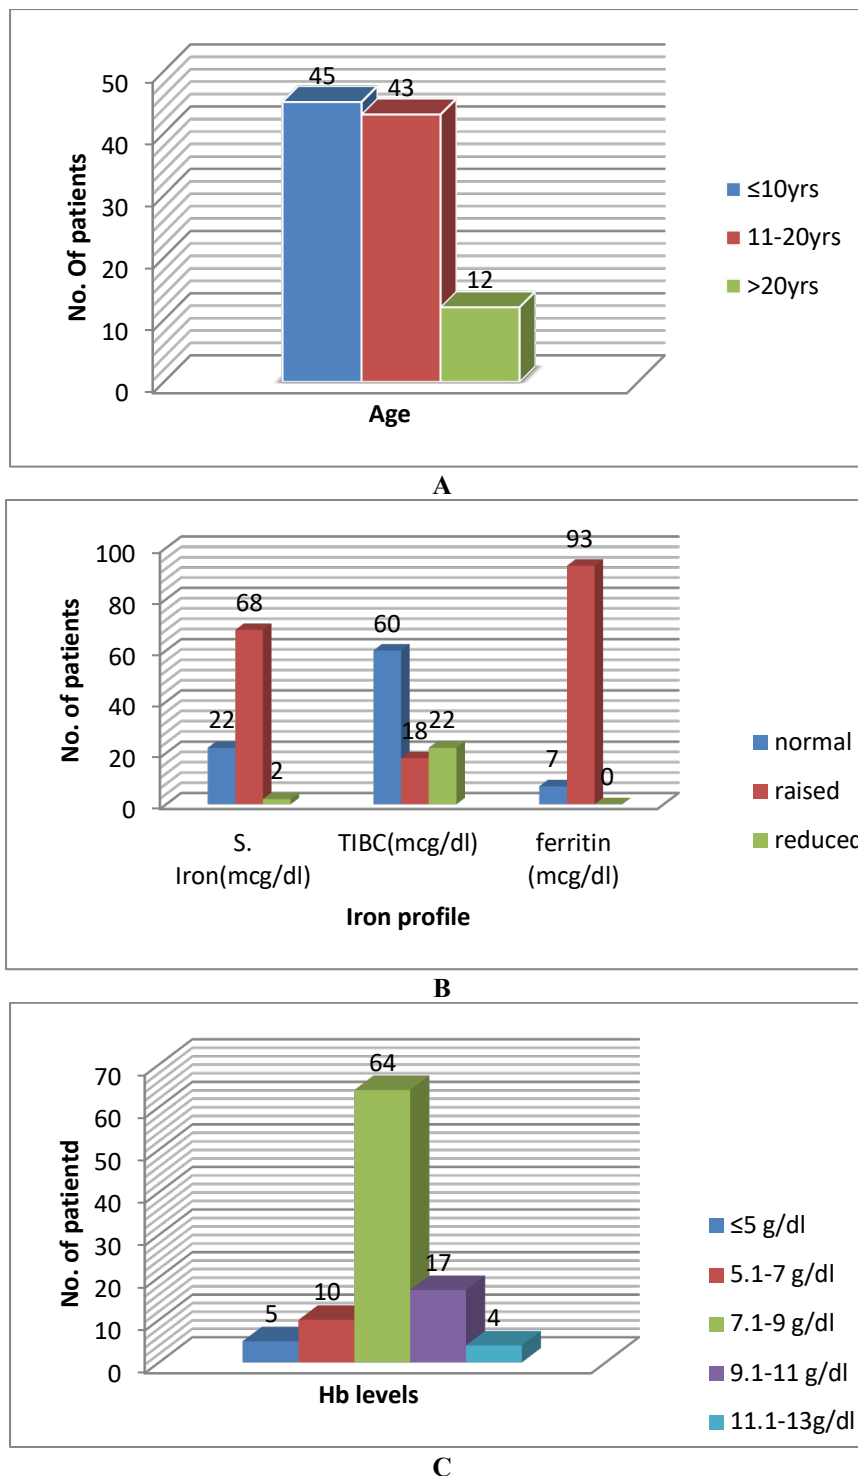 50
40
30
20
10
0
45
43
12
No. Of patients
Age
≤10yrs
11-20yrs
>20yrs
A
100
80
60
40
20
0
22
68
2
60
18
22
7
93
0
No. of patients
S.
Iron(mcg/dl)
TIBC(mcg/dl)
ferritin
(mcg/dl)
Iron profile
normal
raised
reduced
B
70
60
50
40
30
20
10
0
5
10
64
17
4
No. of patientd
Hb levels
≤5 g/dl
5.1-7 g/dl
7.1-9 g/dl
9.1-11 g/dl
11.1-13g/dl
C